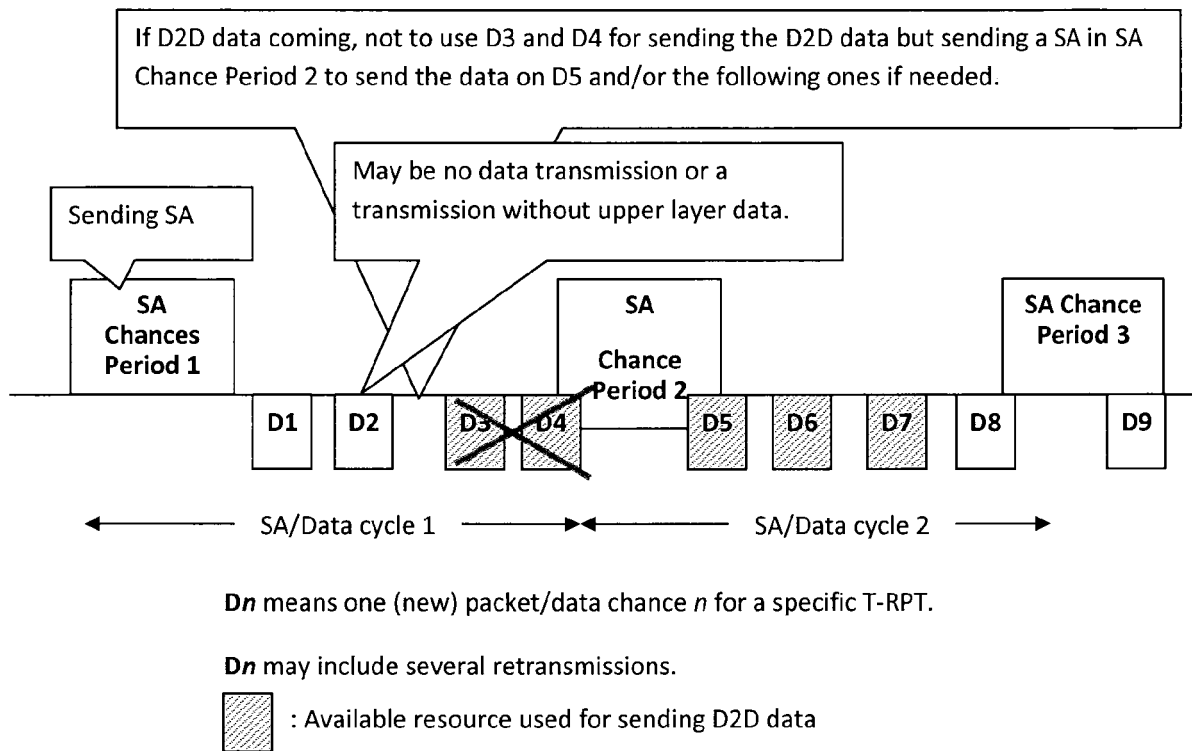 If D2D data coming, not to use D3 and D4 for sending the D2D data but sending a SA in SA
Chance Period 2 to send the data on D5 and/or the following ones if needed.
May be no data transmission or a
transmission without upper layer data.
Sending SA
SA
Chances
Period 1
SA
Chance
Period 2
SA Chance
Period 3
D1
D2
D3
D4
D5
D6
D7
D8
D9
SA/Data cycle 1
SA/Data cycle 2
Dn means one (new) packet/data chance n for a specific T-RPT.
Dn may include several retransmissions.
: Available resource used for sending D2D data